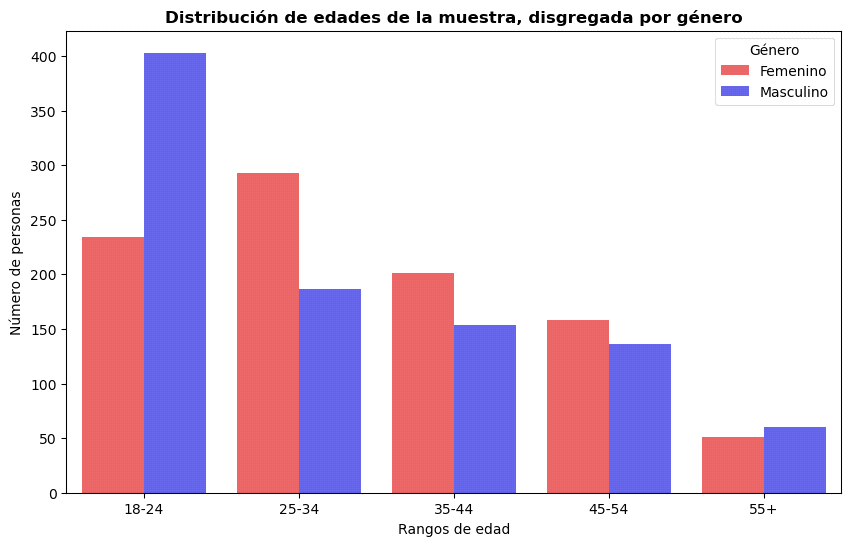 Distribución de edades de la muestra, disgregada por género
Género
Femenino
Masculino
Número de personas
400
350
300
250
200
150
100
50
0
18-24
25-34
35-44
45-54
55+
Rangos de edad